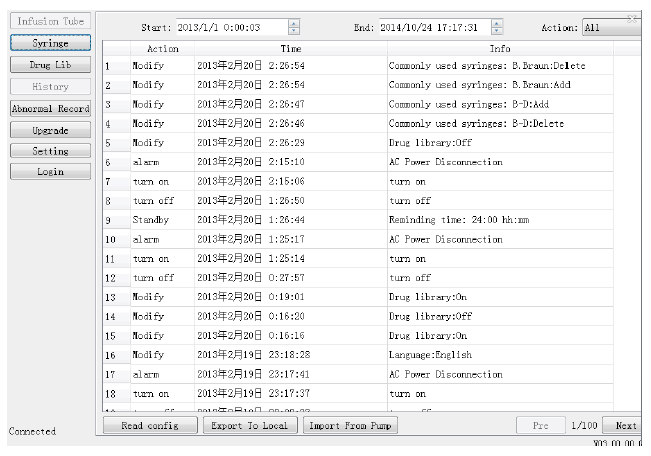 Infusion Tube
Syringe
Drug Lib
History
Abnormal Record
Upgrade
Setting
Login
Connected
Start: 2013/1/1 0:00:03 End: 2014/10/24 17:17:31 Action: All
Action Time Info
1 Modify 2013年2月20日 2:26:54 Commonly used syringes: B.Braun:Delete
2 Modify 2013年2月20日 2:26:54 Commonly used syringes: B.Braun:Add
3 Modify 2013年2月20日 2:26:47 Commonly used syringes: B-D:Add
4 Modify 2013年2月20日 2:26:46 Commonly used syringes: B-D:Delete
5 Modify 2013年2月20日 2:26:29 Drug library:Off
6 alarm 2013年2月20日 2:15:10 AC Power Disconnection
7 turn on 2013年2月20日 2:15:06 turn on
8 turn off 2013年2月20日 1:26:50 turn off
9 Standby 2013年2月20日 1:26:44 Reminding time: 24:00 hh:mm
10 alarm 2013年2月20日 1:25:17 AC Power Disconnection
11 turn on 2013年2月20日 1:25:14 turn on
12 turn off 2013年2月20日 0:27:57 turn off
13 Modify 2013年2月20日 0:19:01 Drug library:On
14 Modify 2013年2月20日 0:16:20 Drug library:Off
15 Modify 2013年2月20日 0:16:16 Drug library:On
16 Modify 2013年2月19日 23:18:28 Language:English
17 alarm 2013年2月19日 23:17:41 AC Power Disconnection
18 turn on 2013年2月19日 23:17:37 turn on
Read config Export To Local Import From Pump Pre 1/100 Next